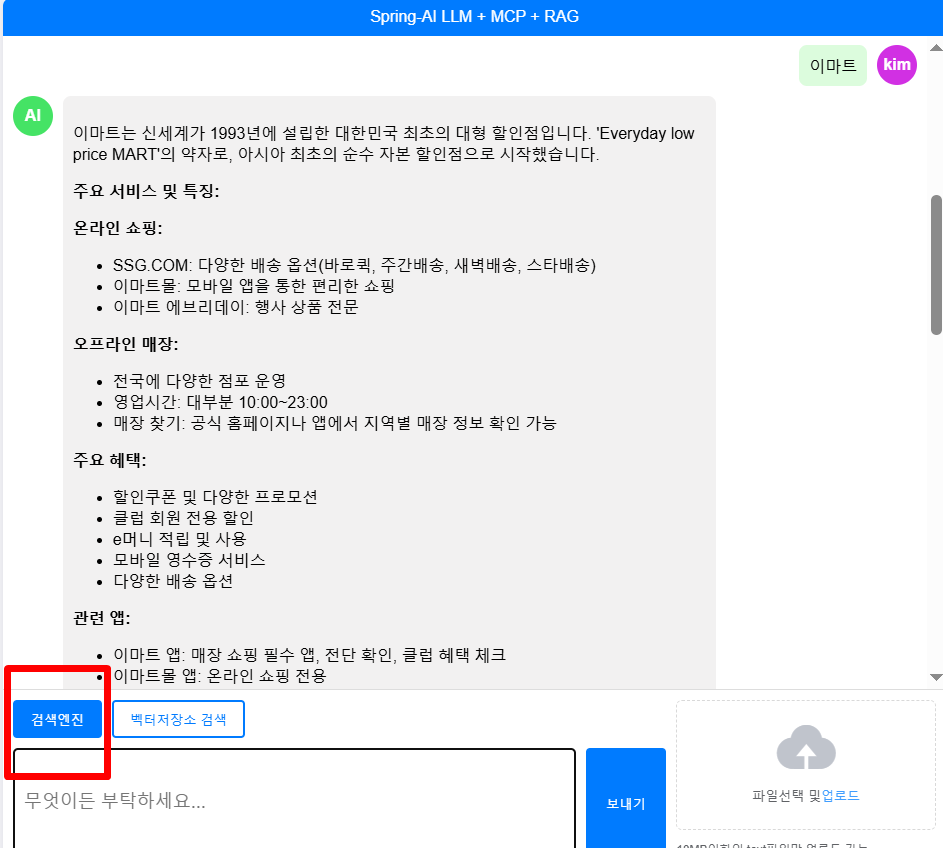 Spring-AI LLM + MCP + RAG
이마트
kim
AI
이마트는 신세계가 1993년에 설립한 대한민국 최초의 대형 할인점입니다. 'Everyday low
price MART'의 약자로, 아시아 최초의 순수 자본 할인점으로 시작했습니다.
주요 서비스 및 특징:
온라인 쇼핑:
• SSG.COM: 다양한 배송 옵션(바로퀵, 주간배송, 새벽배송, 스타배송)
• 이마트몰: 모바일 앱을 통한 편리한 쇼핑
• 이마트 에브리데이: 행사 상품 전문
오프라인 매장:
• 전국에 다양한 점포 운영
• 영업시간: 대부분 10:00~23:00
• 매장 찾기: 공식 홈페이지나 앱에서 지역별 매장 정보 확인 가능
주요 혜택:
• 할인쿠폰 및 다양한 프로모션
• 클럽 회원 전용 할인
• e머니 적립 및 사용
• 모바일 영수증 서비스
• 다양한 배송 옵션
관련 앱:
• 이마트 앱: 매장 쇼핑 필수 앱, 전단 확인, 클럽 혜택 체크
• 이마트몰 앱: 온라인 쇼핑 전용
검색엔진
벡터저장소 검색
무엇이든 부탁하세요...
보내기
파일선택 및업로드